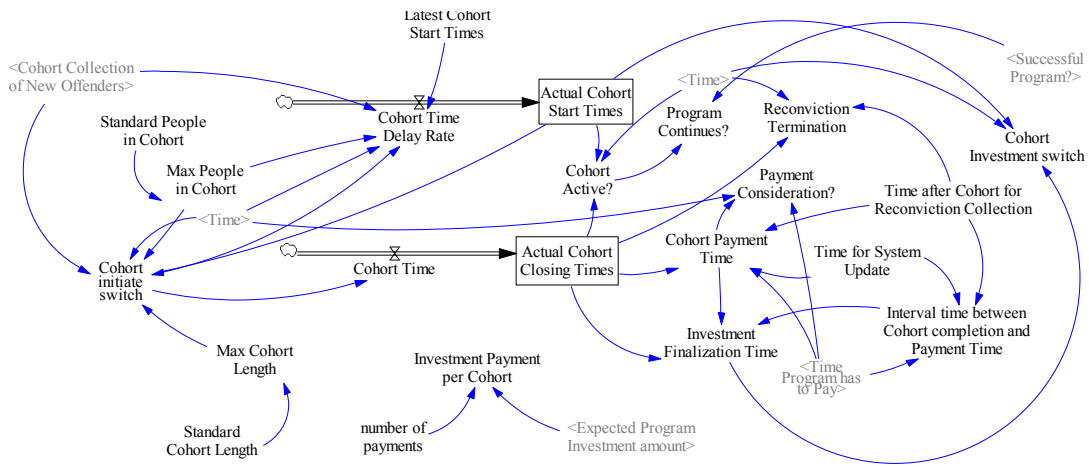 Latest Cohort
Start Times
<Cohort Collection
of New Offenders>
<Successful
Program?>
<Time>
Actual Cohort
Start Times
Cohort Time
Delay Rate
Program
Continues?
Reconviction
Termination
Standard People
in Cohort
Cohort
Investment switch
Max People
in Cohort
Cohort
Active?
Payment
Consideration?
Time after Cohort for
Reconviction Collection
<Time>
Cohort
initiate
switch
Cohort Time
Actual Cohort
Closing Times
Cohort Payment
Time
Time for System
Update
Interval time between
Cohort completion and
Payment Time
Investment
Finalization Time
Max Cohort
Length
Investment Payment
per Cohort
<Time
Program has
to Pay>
Standard
Cohort Length
number of
payments
<Expected Program
Investment amount>